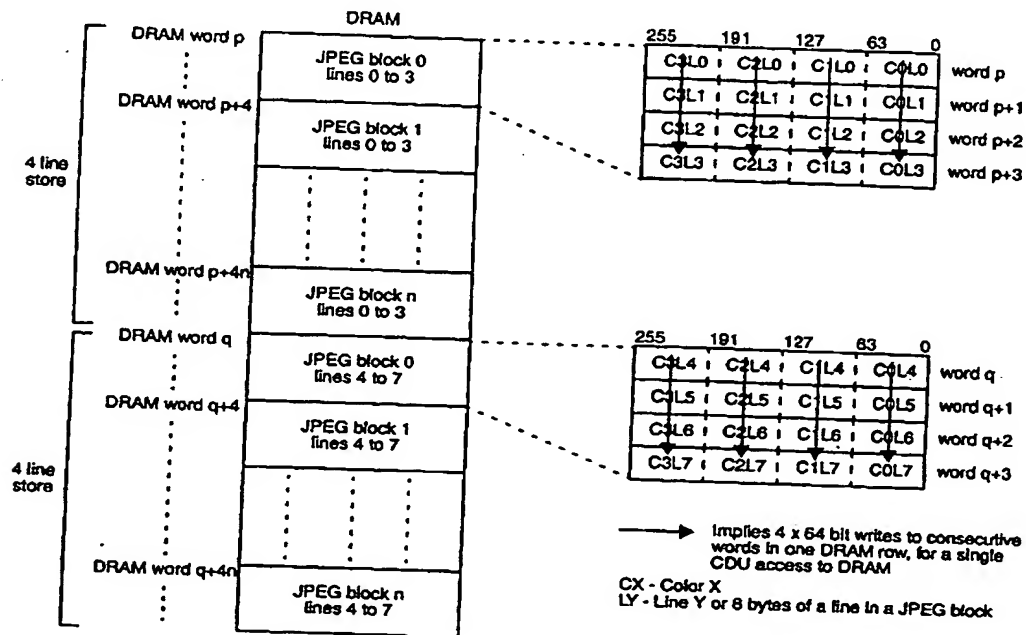 DRAM
DRAM word p
JPEG block 0
lines 0 to 3
DRAM word p+4
JPEG block 1
lines 0 to 3
4 line
store
DRAM word p+4n
JPEG block n
lines 0 to 3
DRAM word q
JPEG block 0
lines 4 to 7
DRAM word q+4
JPEG block 1
lines 4 to 7
4 line
store
DRAM word q+4n
JPEG block n
lines 4 to 7
255 191 127 63 0
C3L0 C2L0 C1L0 C0L0 word p
C3L1 C2L1 C1L1 C0L1 word p+1
C3L2 C2L2 C1L2 C0L2 word p+2
C3L3 C2L3 C1L3 C0L3 word p+3
255 191 127 63 0
C3L4 C2L4 C1L4 C0L4 word q
C3L5 C2L5 C1L5 C0L5 word q+1
C3L6 C2L6 C1L6 C0L6 word q+2
C3L7 C2L7 C1L7 C0L7 word q+3
Implies 4 x 64 bit writes to consecutive
words in one DRAM row, for a single
CDU access to DRAM
CX - Color X
LY - Line Y or 8 bytes of a line in a JPEG block